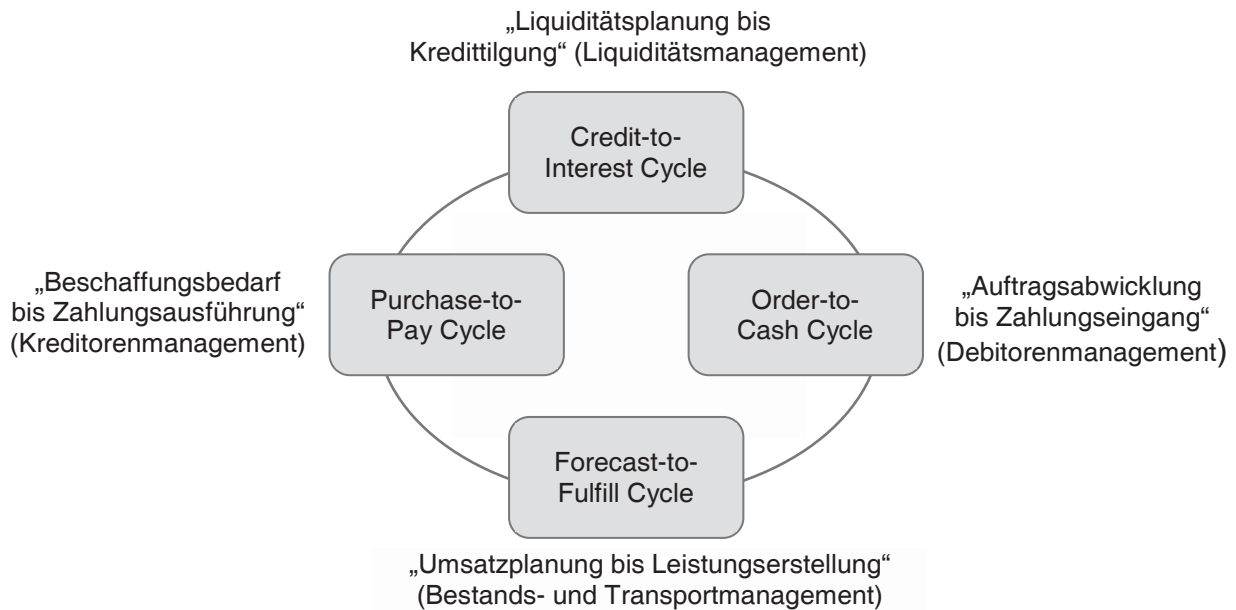 „Liquiditätsplanung bis
Kredittilgung“ (Liquiditätsmanagement)
Credit-to-
Interest Cycle
„Beschaffungsbedarf
bis Zahlungsausführung“
(Kreditorenmanagement)
Purchase-to-
Pay Cycle
Order-to-
Cash Cycle
„Auftragsabwicklung
bis Zahlungseingang“
(Debitorenmanagement)
Forecast-to-
Fulfill Cycle
„Umsatzplanung bis Leistungserstellung“
(Bestands- und Transportmanagement)